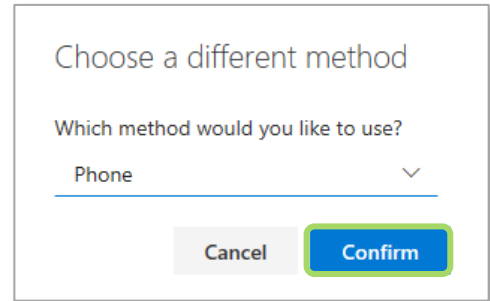 Choose a different method
Which method would you like to use?
Phone
Cancel Confirm